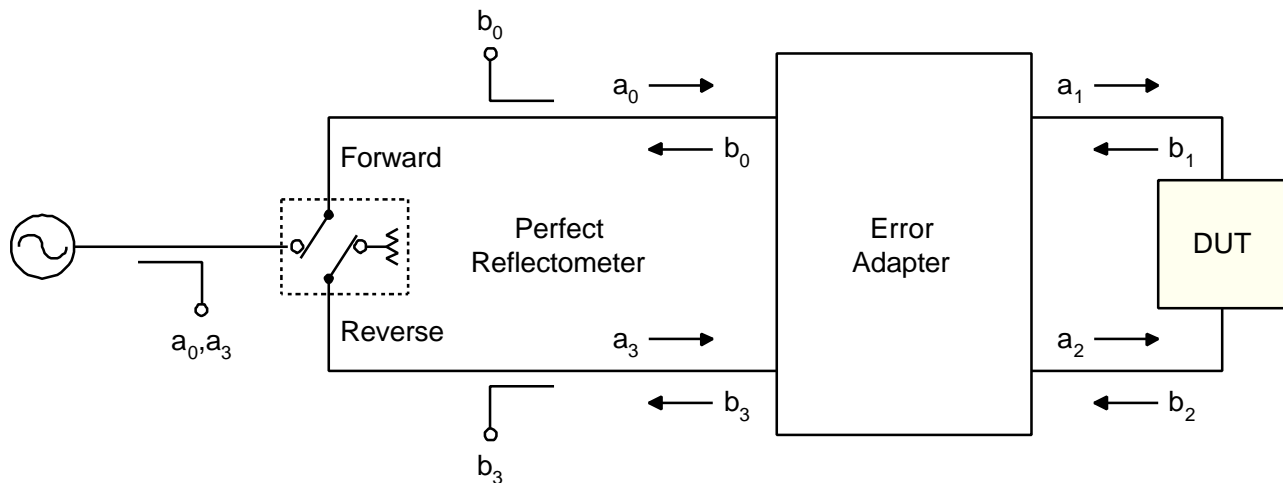 b₀
a₀
a₁
Forward
b₀
b₁
Perfect
Reflectometer
Error
Adapter
DUT
a₀,a₃
Reverse
a₃
a₂
b₃
b₂
b₃